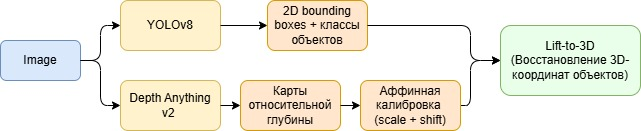 Image
YOLOv8
2D bounding
boxes + классы
объектов
Depth Anything
v2
Карты
относительной
глубины
Аффинная
калибровка
(scale + shift)
Lift-to-3D
(Восстановление 3D-
координат объектов)